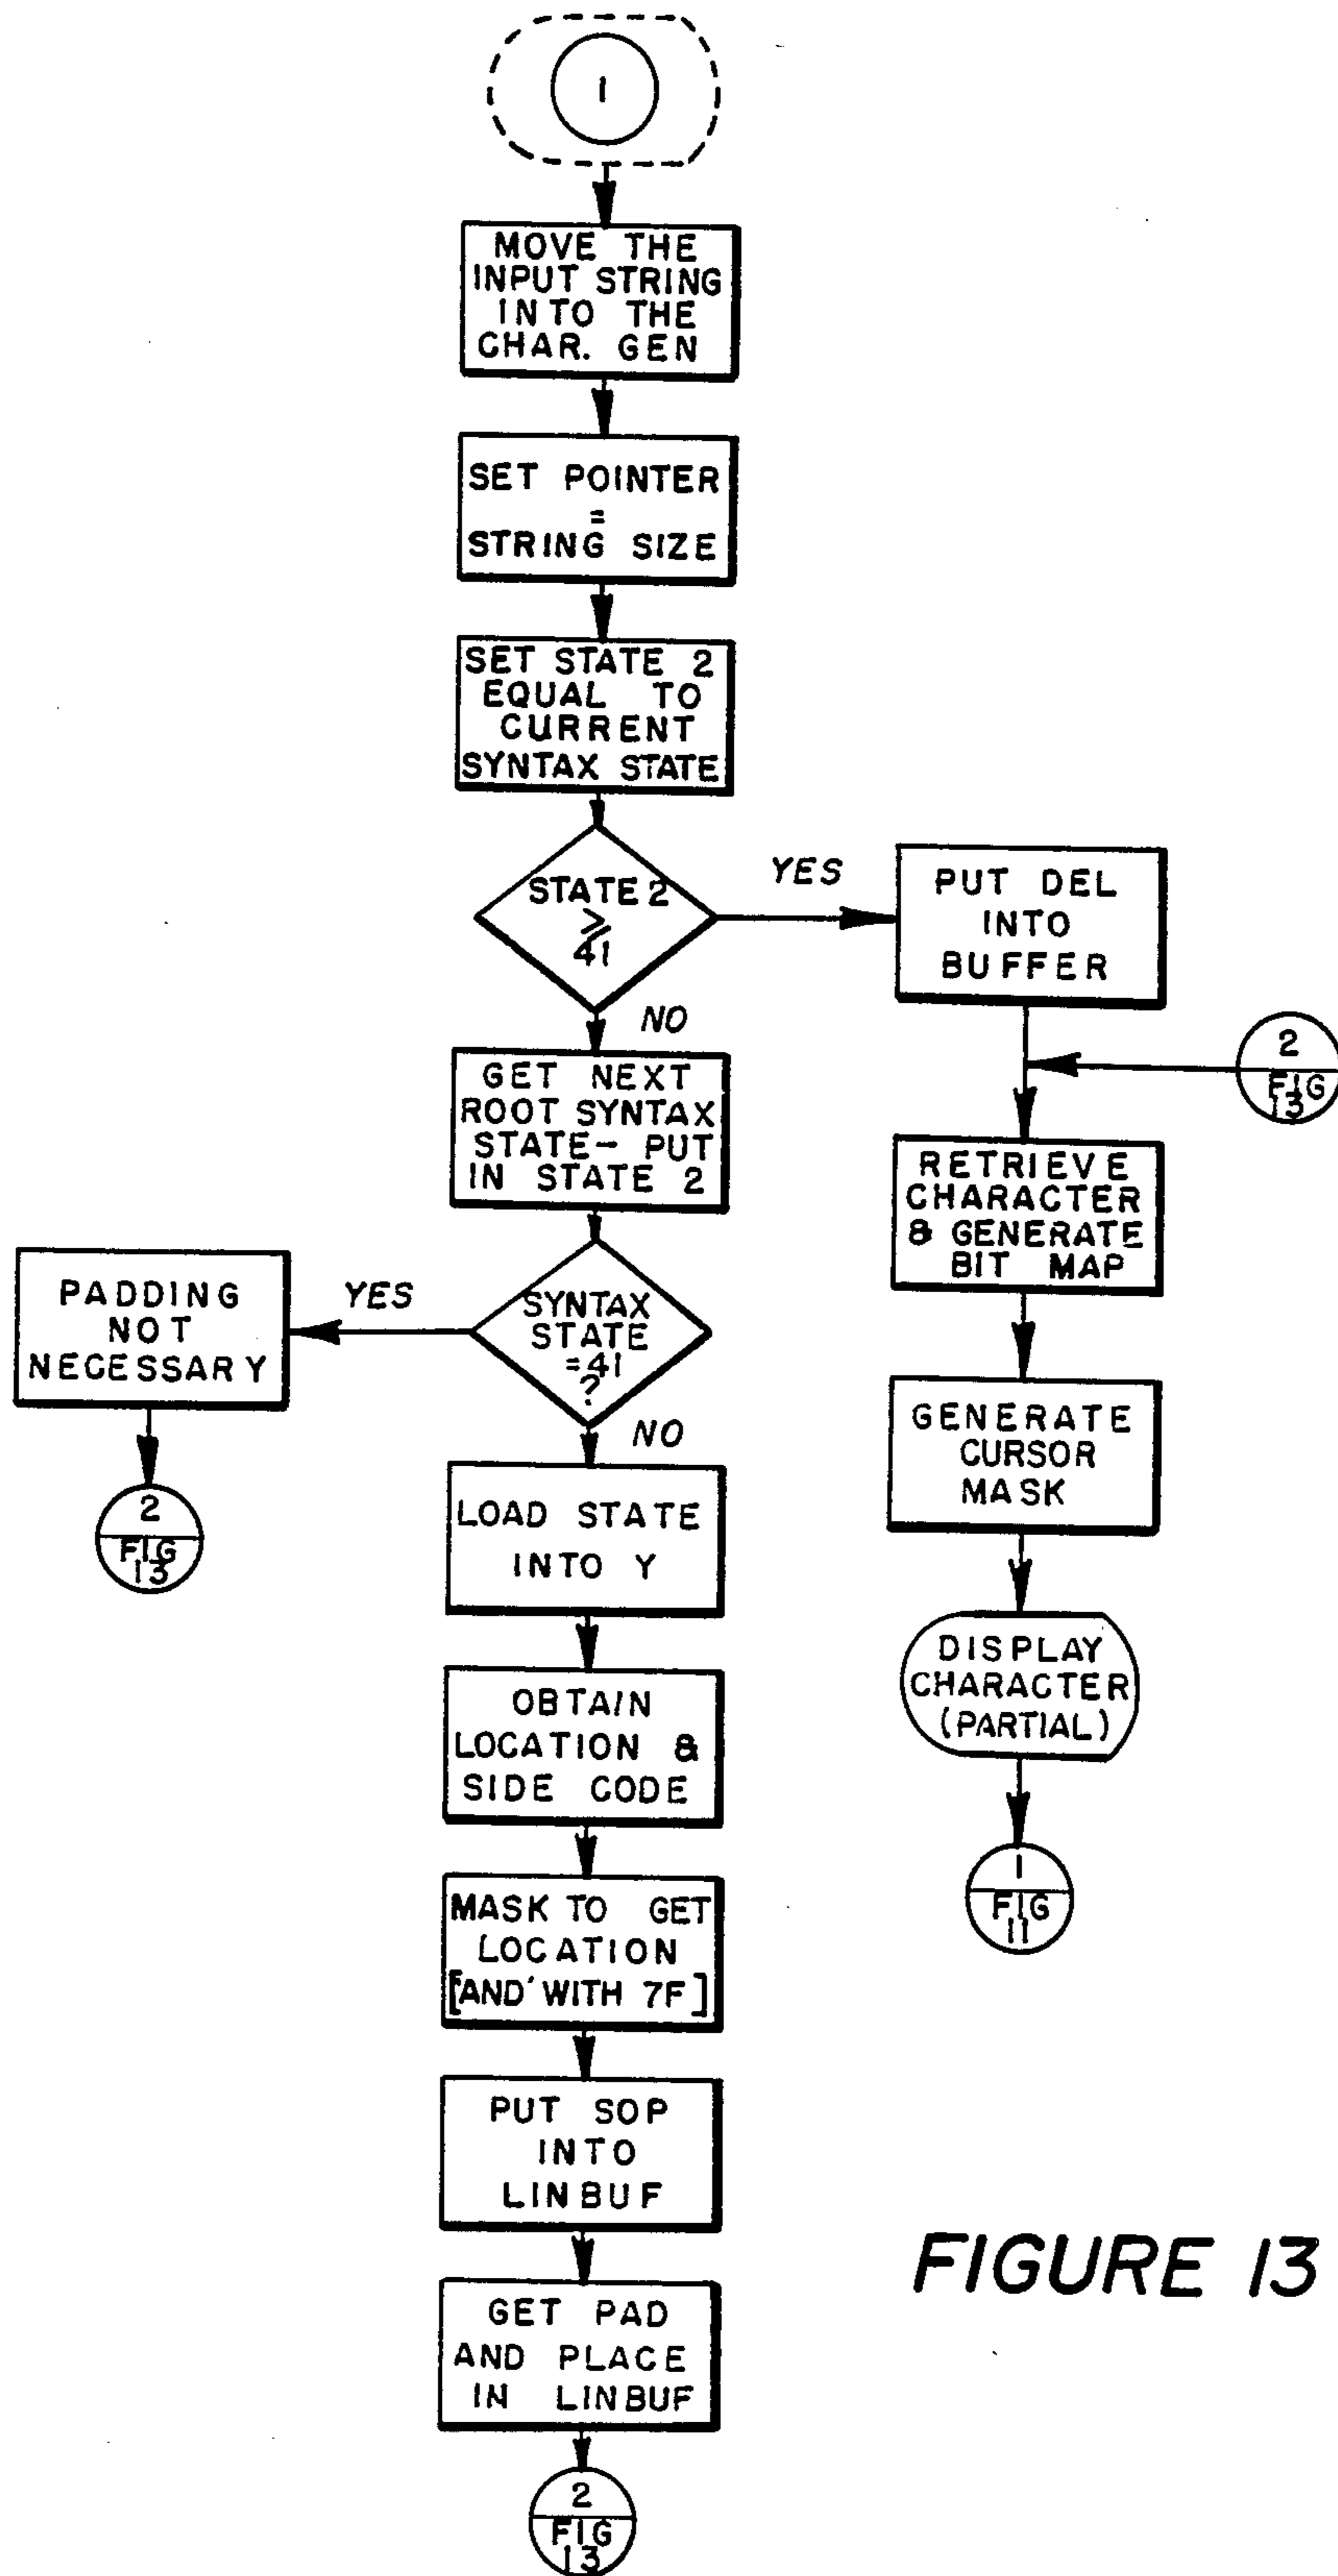 1
MOVE THE
INPUT STRING
INTO THE
CHAR. GEN
SET POINTER
=
STRING SIZE
SET STATE 2
EQUAL TO
CURRENT
SYNTAX STATE
STATE 2
≥
41
YES
PUT DEL
INTO
BUFFER
NO
2
FIG
13
GET NEXT
ROOT SYNTAX
STATE- PUT
IN STATE 2
RETRIEVE
CHARACTER
& GENERATE
BIT MAP
SYNTAX
STATE
=41
?
YES
PADDING
NOT
NECESSARY
2
FIG
13
NO
GENERATE
CURSOR
MASK
LOAD STATE
INTO Y
DISPLAY
CHARACTER
(PARTIAL)
1
FIG
11
OBTAIN
LOCATION &
SIDE CODE
MASK TO GET
LOCATION
[AND' WITH 7F]
PUT SOP
INTO
LINBUF
GET PAD
AND PLACE
IN LINBUF
2
FIG
13
FIGURE 13